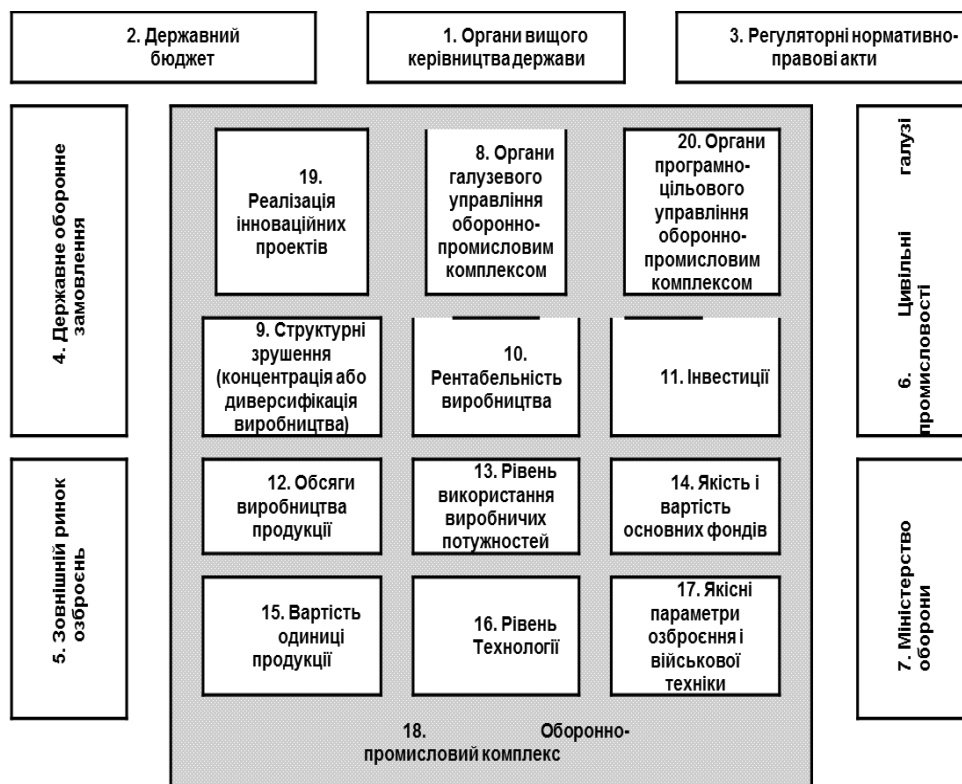 2. Державний
бюджет
1. Органи вищого
керівництва держави
3. Регуляторні нормативно-
правові акти
4. Державне оборонне
замовлення
19.
Реалізація
інноваційних
проектів
8. Органи
галузевого
управління
оборонно-
промисловим
комплексом
20. Органи
програмно-
цільового
управління
оборонно-
промисловим
комплексом
6. Цивільні галузі
промисловості
9. Структурні
зрушення
(концентрація або
диверсифікація
виробництва)
10.
Рентабельність
виробництва
11. Інвестиції
5. Зовнішній ринок
озброєнь
12. Обсяги
виробництва
продукції
13. Рівень
використання
виробничих
потужностей
14. Якість і
вартість
основних фондів
7. Міністерство
оборони
15. Вартість
одиниці
продукції
16. Рівень
Технології
17. Якісні
параметри
озброєння і
військової
техніки
18. Оборонно-
промисловий комплекс